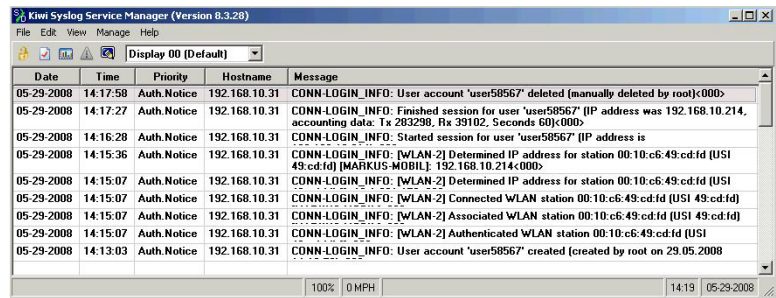 Kiwi Syslog Service Manager (Version 8.3.28)
File Edit View Manage Help
Display 00 (Default)
Date Time Priority Hostname Message
05-29-2008 14:17:58 Auth.Notice 192.168.10.31 CONN-LOGIN_INFO: User account 'user58567' deleted (manually deleted by root)<000>
05-29-2008 14:17:27 Auth.Notice 192.168.10.31 CONN-LOGIN_INFO: Finished session for user 'user58567' (IP address was 192.168.10.214,
accounting data: Tx 283298, Rx 39102, Seconds 60)<000>
05-29-2008 14:16:28 Auth.Notice 192.168.10.31 CONN-LOGIN_INFO: Started session for user 'user58567' (IP address is
05-29-2008 14:15:36 Auth.Notice 192.168.10.31 CONN-LOGIN_INFO: [WLAN-2] Determined IP address for station 00:10:c6:49:cd:fd (USI
49:cd:fd) [MARKUS-MOBIL]: 192.168.10.214<000>
05-29-2008 14:15:07 Auth.Notice 192.168.10.31 CONN-LOGIN_INFO: [WLAN-2] Determined IP address for station 00:10:c6:49:cd:fd (USI
05-29-2008 14:15:07 Auth.Notice 192.168.10.31 CONN-LOGIN_INFO: [WLAN-2] Connected WLAN station 00:10:c6:49:cd:fd (USI 49:cd:fd)
05-29-2008 14:15:07 Auth.Notice 192.168.10.31 CONN-LOGIN_INFO: [WLAN-2] Associated WLAN station 00:10:c6:49:cd:fd (USI 49:cd:fd)
05-29-2008 14:15:07 Auth.Notice 192.168.10.31 CONN-LOGIN_INFO: [WLAN-2] Authenticated WLAN station 00:10:c6:49:cd:fd (USI
05-29-2008 14:13:03 Auth.Notice 192.168.10.31 CONN-LOGIN_INFO: User account 'user58567' created (created by root on 29.05.2008
100% 0 MPH 14:19 05-29-2008